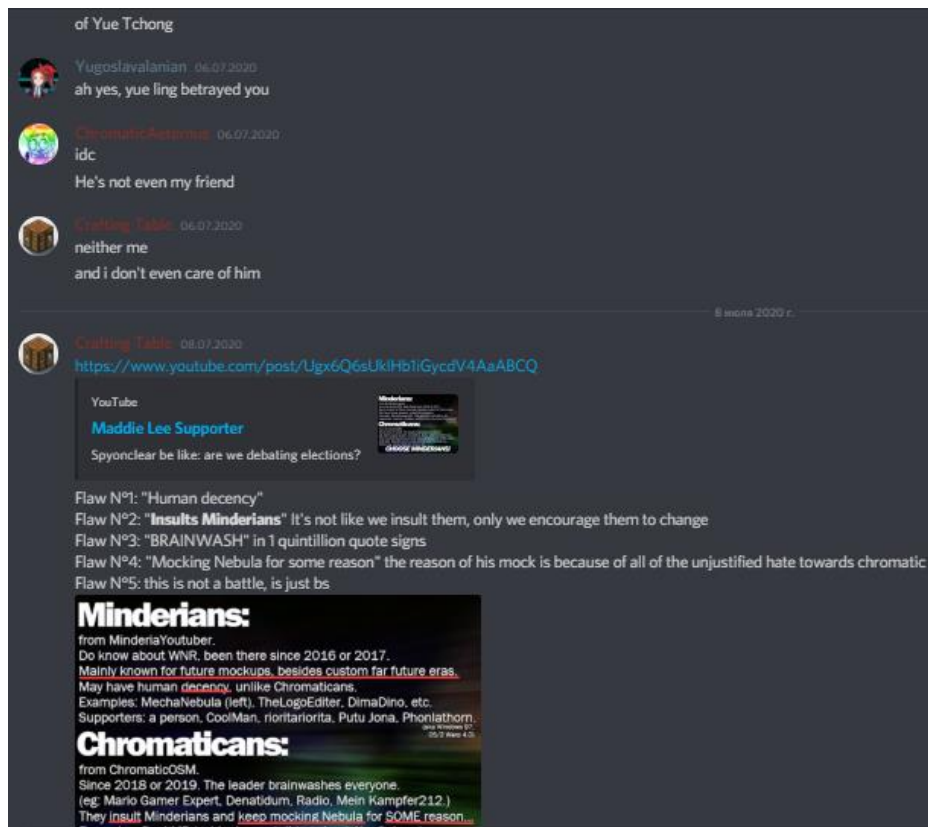 of Yue Tchong
Yugoslavalanian 06.07.2020
ah yes, yue ling betrayed you
06.07.2020
idc
He's not even my friend
Crafting Table 06.07.2020
neither me
and i don't even care of him
8 июля 2020 г.
Crafting Table 08.07.2020
https://www.youtube.com/post/Ugx6Q6sUklHb1iGycdV4AaABCQ
YouTube
Maddie Lee Supporter
Spyonclear be like: are we debating elections?
Minderians:
Chromaticans:
CHOOSE MINDERIANS!
Flaw Nº1: "Human decency"
Flaw Nº2: "Insults Minderians" It's not like we insult them, only we encourage them to change
Flaw Nº3: "BRAINWASH" in 1 quintillion quote signs
Flaw Nº4: "Mocking Nebula for some reason" the reason of his mock is because of all of the unjustified hate towards chromatic
Flaw Nº5: this is not a battle, is just bs
Minderians:
from MinderiaYoutuber.
Do know about WNR, been there since 2016 or 2017.
Mainly known for future mockups, besides custom far future eras.
May have human decency, unlike Chromaticans.
Examples: MechaNebula (left), TheLogoEditer, DimaDino, etc.
Supporters: a person, CoolMan, rioritariorita, Putu Jona, Phonlathorn.
Chromaticans:
from ChromaticOSM.
Since 2018 or 2019. The leader brainwashes everyone.
(eg: Mario Gamer Expert, Denatidum, Radio, Mein Kampfer212.)
They insult Minderians and keep mocking Nebula for SOME reason...